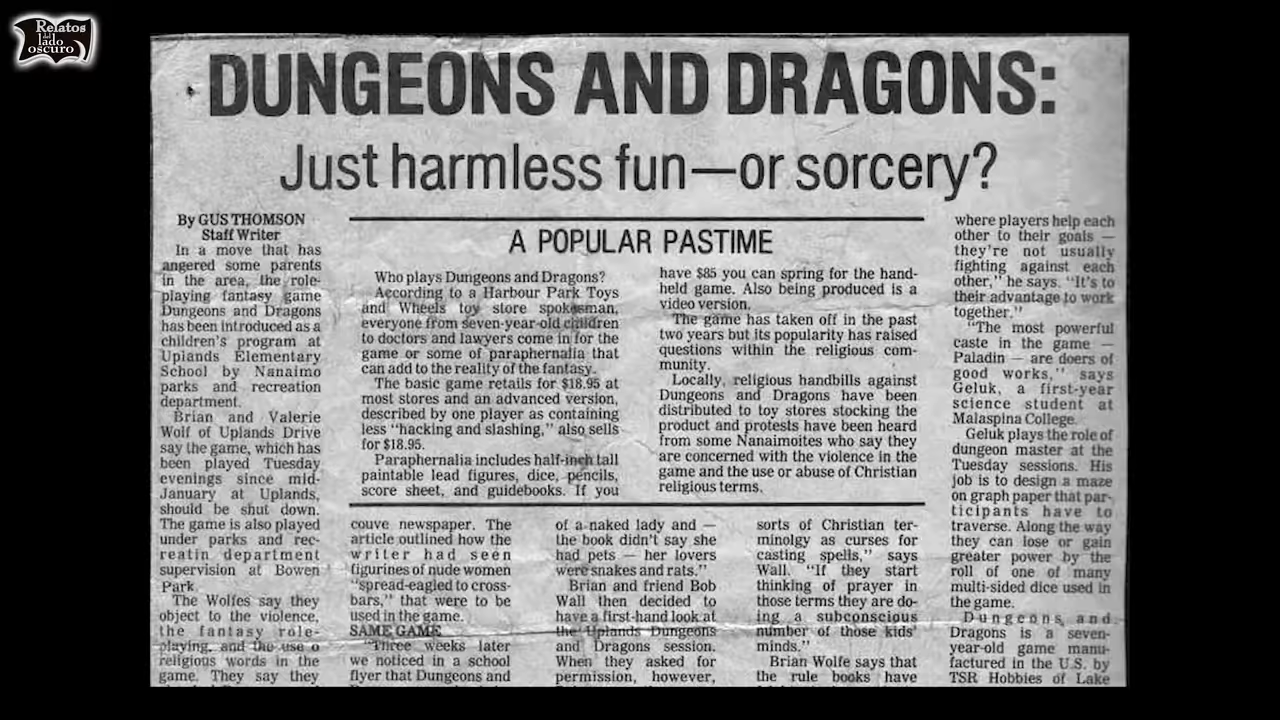 Relatos
del
lado
oscuro
DUNGEONS AND DRAGONS:
Just harmless fun—or sorcery?
By GUS THOMSON
Staff Writer
In a move that has
angered some parents
in the area, the role-
playing fantasy game
Dungeons and Dragons
has been introduced as a
children's program at
Uplands Elementary
School by Nanaimo
parks and recreation
department.
Brian and Valerie
Wolf of Uplands Drive
say the game, which has
been played Tuesday
evenings since mid-
January at Uplands,
should be shut down.
The game is also played
under parks and rec-
reatin department
supervision at Bowen
Park.
The Wolfes say they
object to the violence,
the fantasy role-
playing, and the use o
religious words in the
game. They say they
A POPULAR PASTIME
Who plays Dungeons and Dragons?
According to a Harbour Park Toys
and Wheels toy store spokesman,
everyone from seven-year-old children
to doctors and lawyers come in for the
game or some of paraphernalia that
can add to the reality of the fantasy.
The basic game retails for $18.95 at
most stores and an advanced version,
described by one player as containing
less "hacking and slashing," also sells
for $18.95.
Paraphernalia includes half-inch tall
paintable lead figures, dice, pencils,
score sheet, and guidebooks. If you
have $85 you can spring for the hand-
held game. Also being produced is a
video version.
The game has taken off in the past
two years but its popularity has raised
questions within the religious com-
munity.
Locally, religious handbills against
Dungeons and Dragons have been
distributed to toy stores stocking the
product and protests have been heard
from some Nanaimoites who say they
are concerned with the violence in the
game and the use or abuse of Christian
religious terms.
couve newspaper. The
article outlined how the
writer had seen
figurines of nude women
"spread-eagled to cross-
bars," that were to be
used in the game.
SAME GAME
"Three weeks later
we noticed in a school
flyer that Dungeons and
of a naked lady and —
the book didn't say she
had pets — her lovers
were snakes and rats."
Brian and friend Bob
Wall then decided to
have a first-hand look at
the Uplands Dungeons
and Dragons session.
When they asked for
permission, however,
sorts of Christian ter-
minolgy as curses for
casting spells," says
Wall. "If they start
thinking of prayer in
those terms they are do-
ing a subconscious
number of those kids'
minds."
Brian Wolfe says that
the rule books have
where players help each
other to their goals —
they're not usually
fighting against each
other," he says. "It's to
their advantage to work
together."
"The most powerful
caste in the game —
Paladin — are doers of
good works," says
Geluk, a first-year
science student at
Malaspina College.
Geluk plays the role of
dungeon master at the
Tuesday sessions. His
job is to design a maze
on graph paper that par-
ticipants have to
traverse. Along the way
they can lose or gain
greater power by the
roll of one of many
multi-sided dice used in
the game.
Dungeons and
Dragons is a seven-
year-old game manu-
factured in the U.S. by
TSR Hobbies of Lake